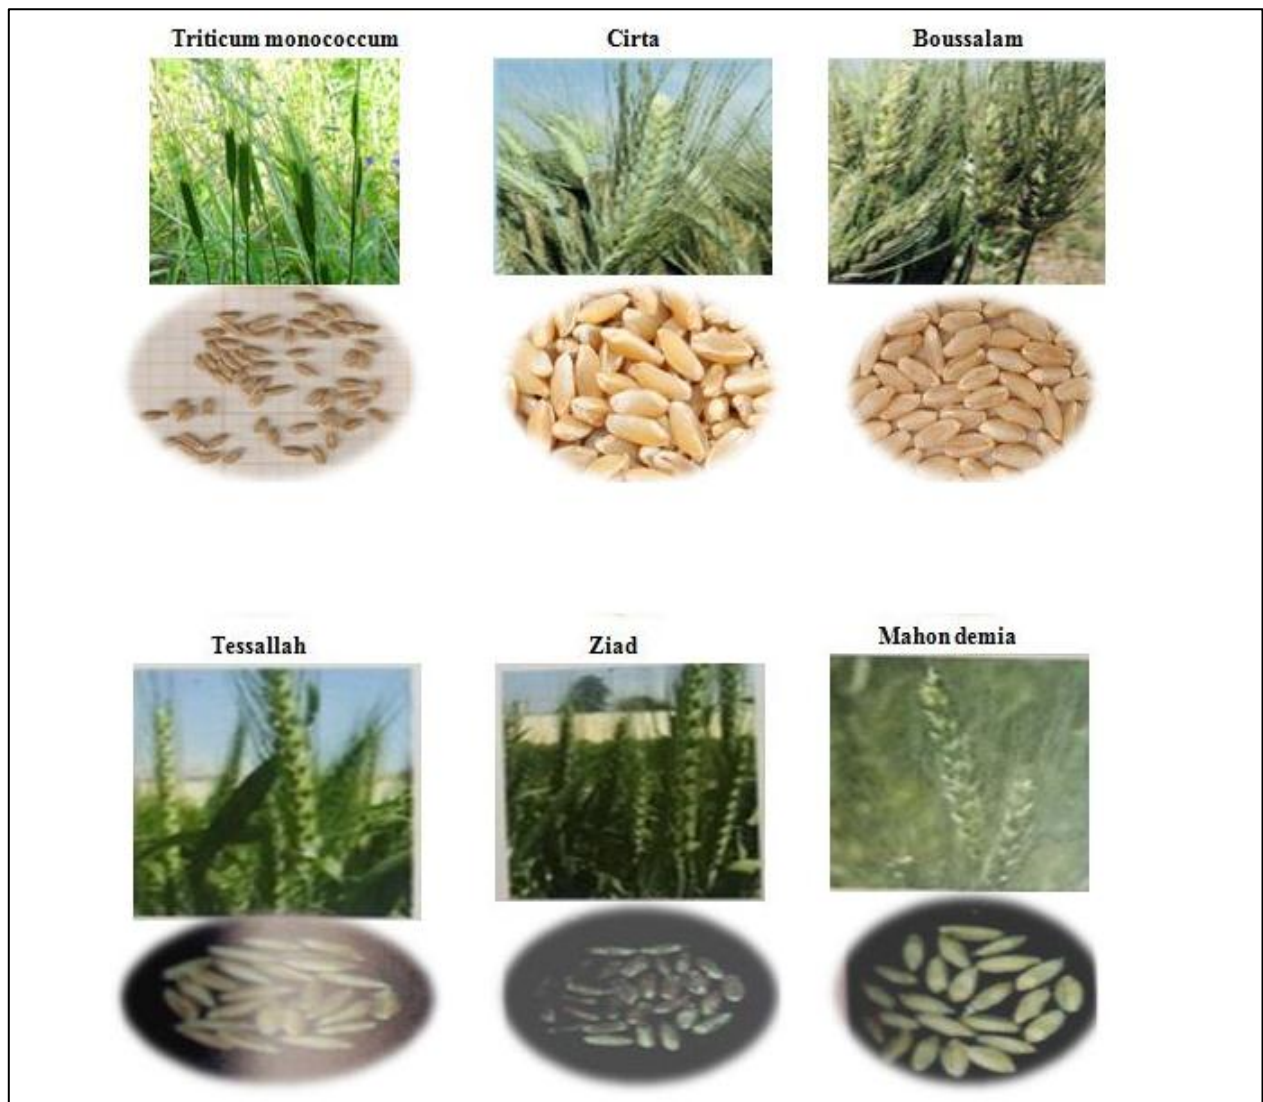 Triticum monococcum
Cirta
Boussalam
Tessallah
Ziad
Mahon demia